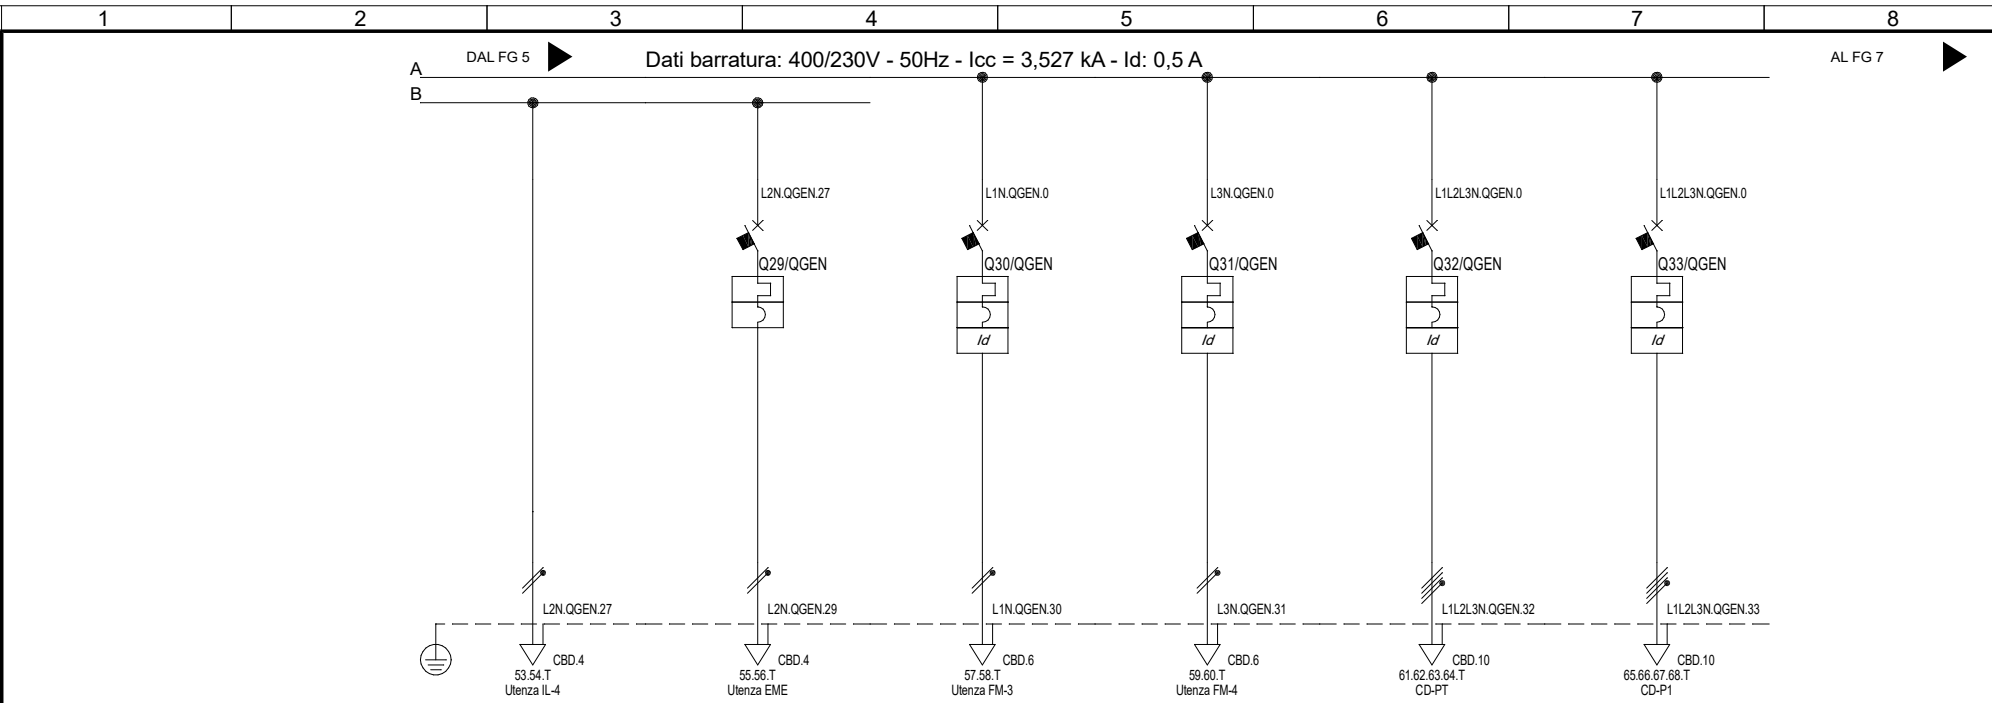 1 2 3 4 5 6 7 8
DAL FG 5 Dati barratura: 400/230V - 50Hz - Icc = 3,527 kA - Id: 0,5 A AL FG 7
A
B
L2N.QGEN.27 L1N.QGEN.0 L3N.QGEN.0 L1L2L3N.QGEN.0 L1L2L3N.QGEN.0
Q29/QGEN Q30/QGEN Q31/QGEN Q32/QGEN Q33/QGEN
Id Id Id Id
L2N.QGEN.27 L2N.QGEN.29 L1N.QGEN.30 L3N.QGEN.31 L1L2L3N.QGEN.32 L1L2L3N.QGEN.33
CBD.4 CBD.4 CBD.6 CBD.6 CBD.10 CBD.10
53.54.T 55.56.T 57.58.T 59.60.T 61.62.63.64.T 65.66.67.68.T
Utenza IL-4 Utenza EME Utenza FM-3 Utenza FM-4 CD-PT CD-P1